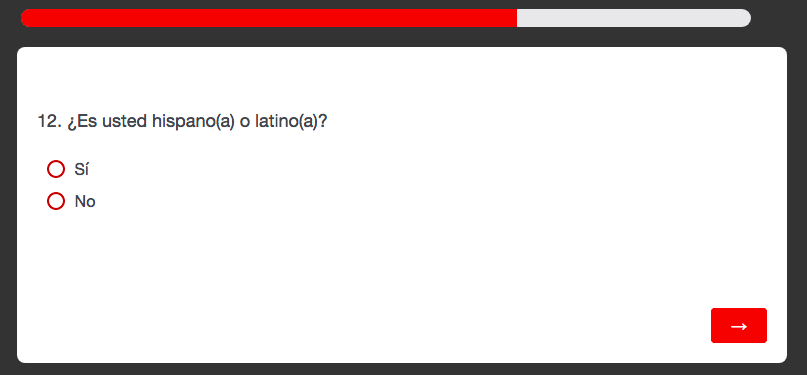 12. ¿Es usted hispano(a) o latino(a)?
Sí
No
→